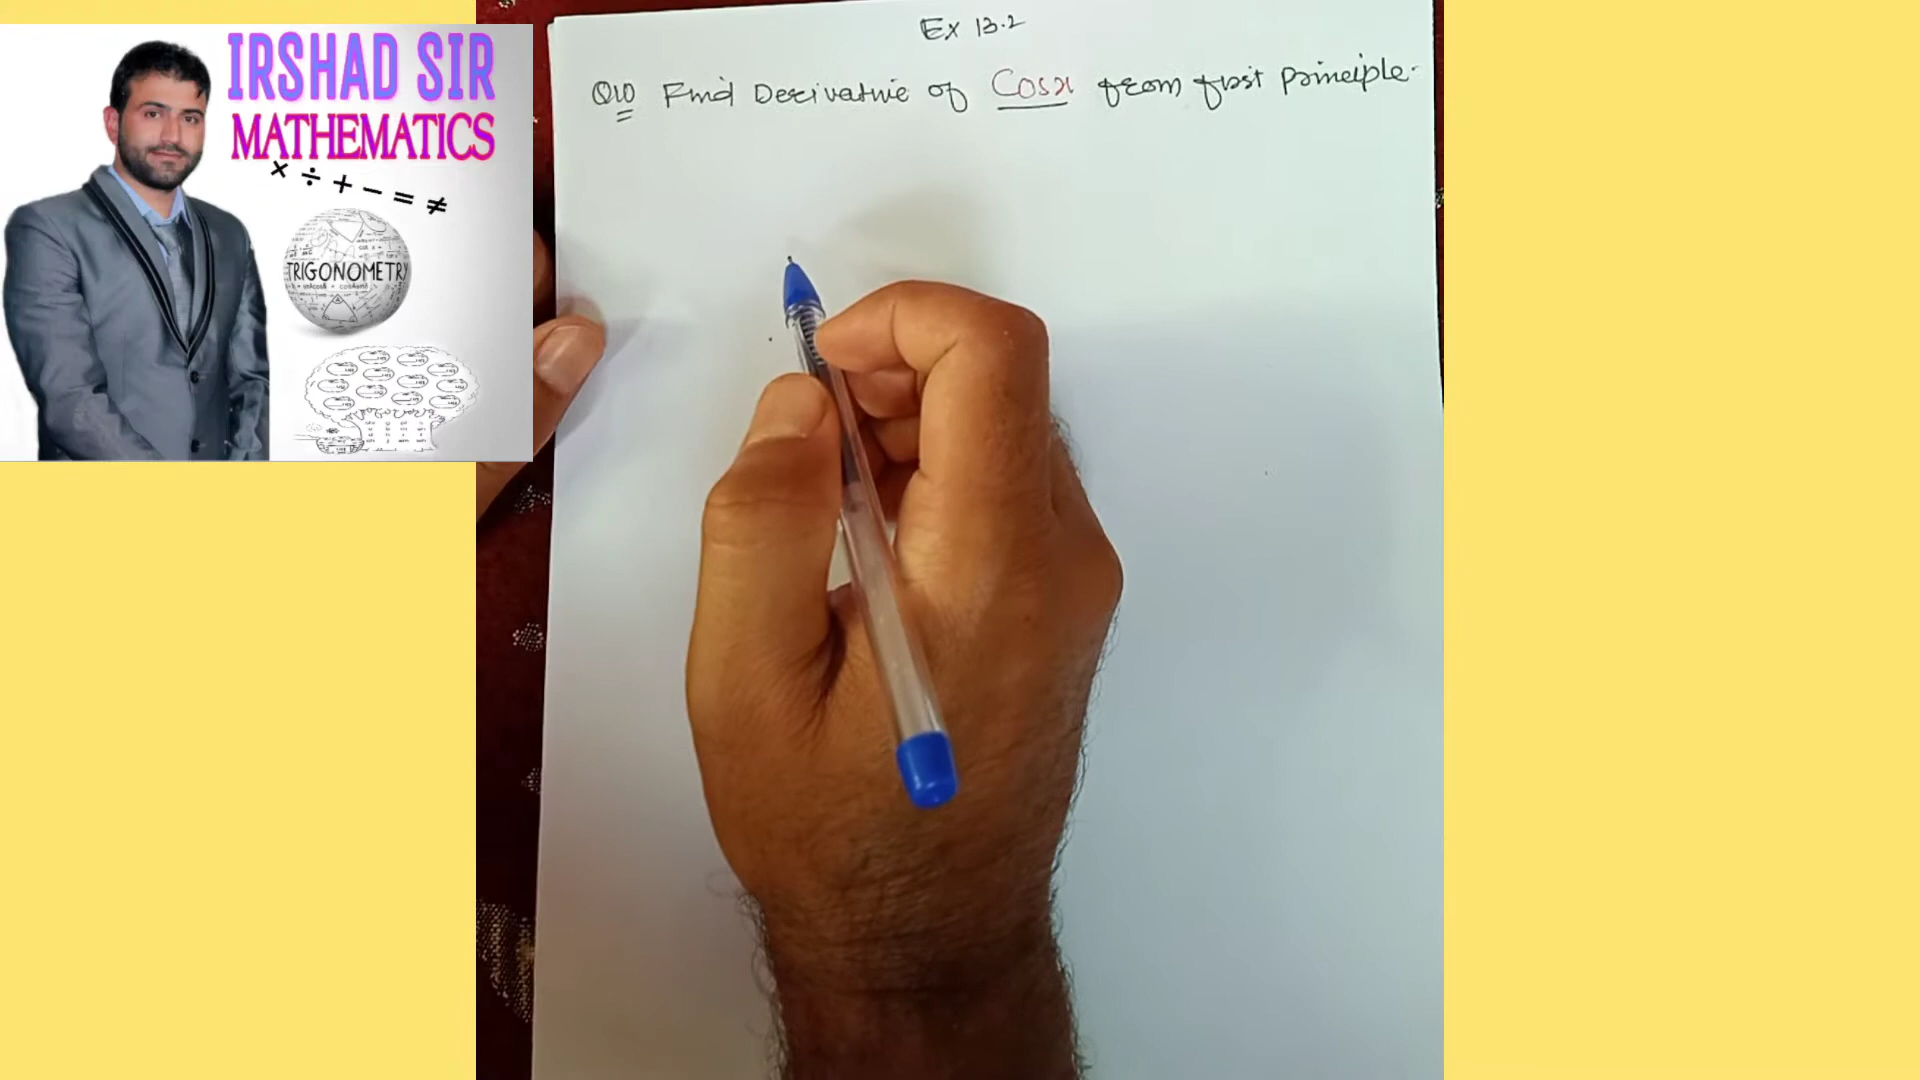 IRSHAD SIR
MATHEMATICS
× ÷ + − = ≠
TRIGONOMETRY
Ex 13.2
Q10 Find Derivative of Cosx from first principle.